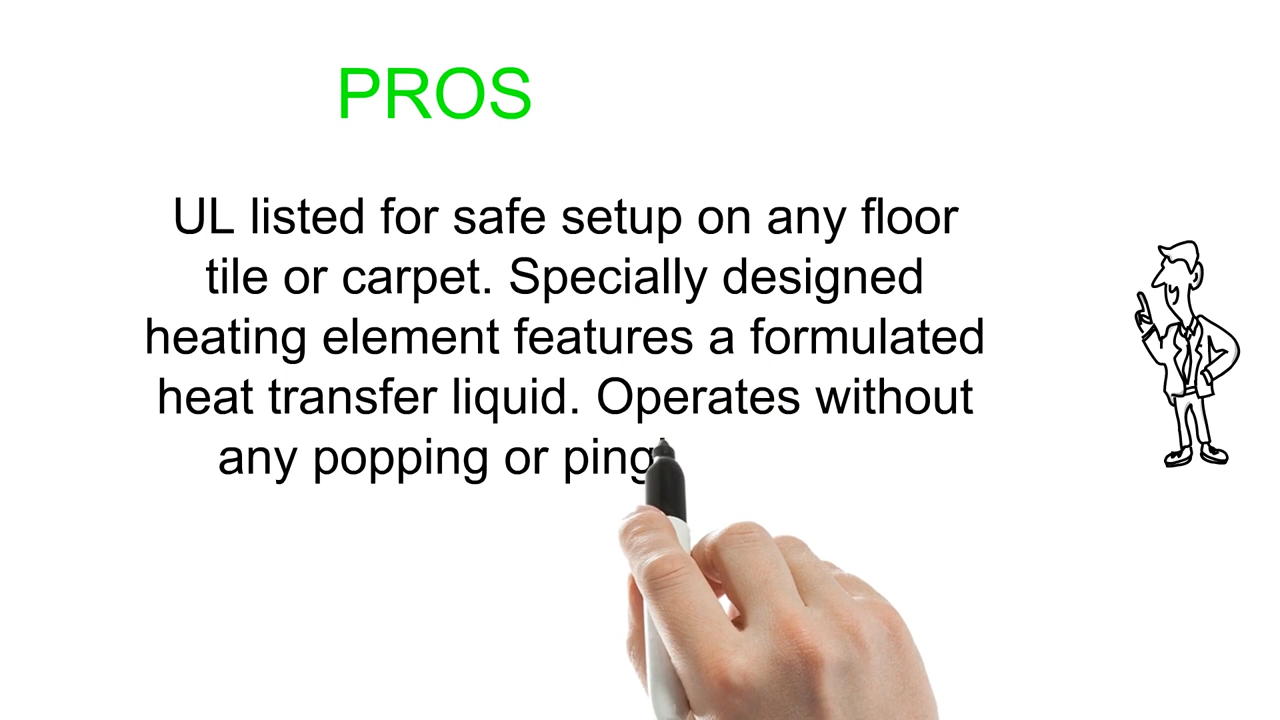 PROS
UL listed for safe setup on any floor
tile or carpet. Specially designed
heating element features a formulated
heat transfer liquid. Operates without
any popping or ping